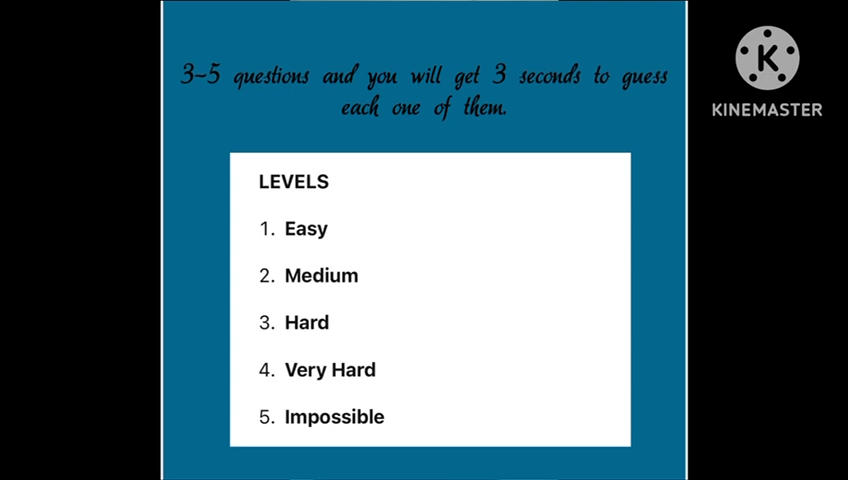 3-5 questions and you will get 3 seconds to guess
each one of them.
K
KINEMASTER
LEVELS
1. Easy
2. Medium
3. Hard
4. Very Hard
5. Impossible